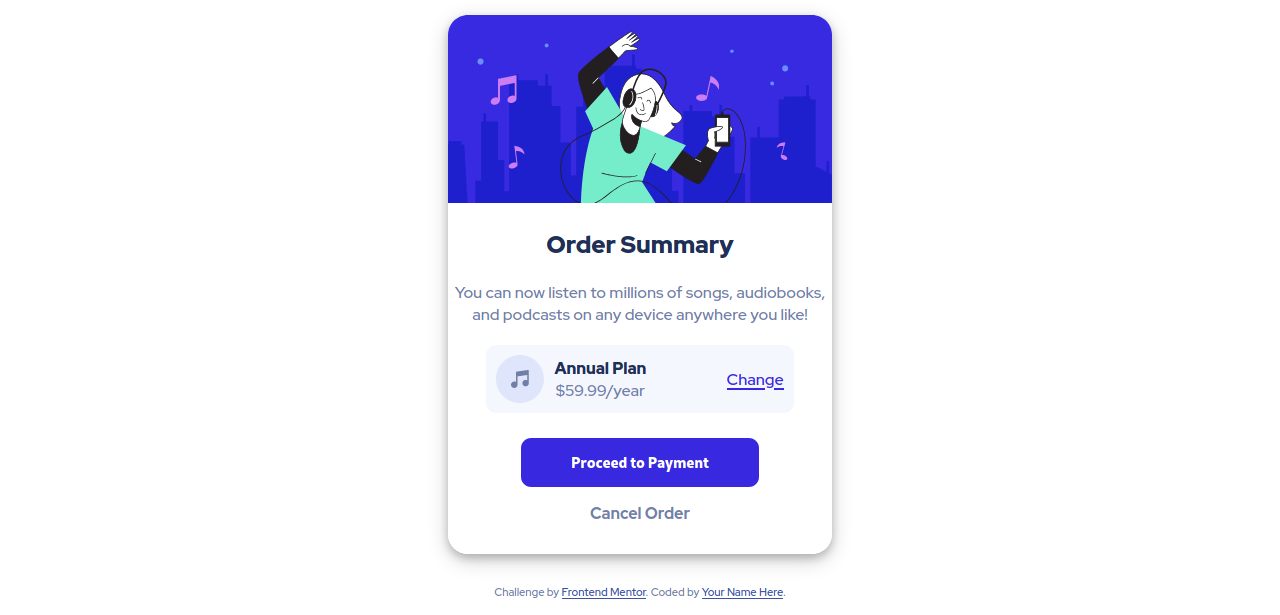 Order Summary
You can now listen to millions of songs, audiobooks,
and podcasts on any device anywhere you like!
Annual Plan
$59.99/year
Change
Proceed to Payment
Cancel Order
Challenge by Frontend Mentor. Coded by Your Name Here.